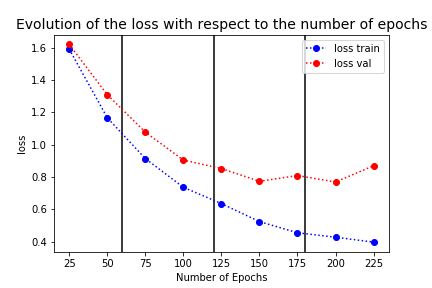 Evolution of the loss with respect to the number of epochs
loss train
loss val
loss
1.6
1.4
1.2
1.0
0.8
0.6
0.4
25 50 75 100 125 150 175 200 225
Number of Epochs